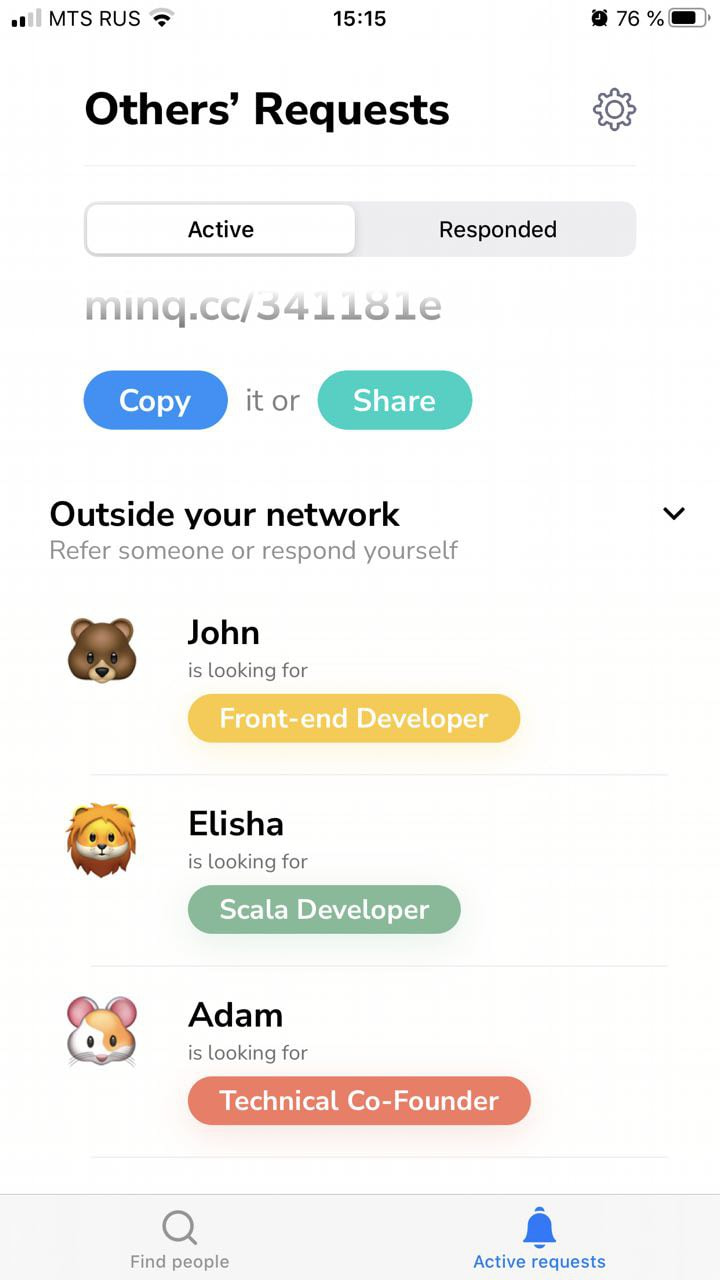 MTS RUS
15:15
76 %
Others’ Requests
Active
Responded
minq.cc/341181e
Copy it or Share
Outside your network
Refer someone or respond yourself
John
is looking for
Front-end Developer
Elisha
is looking for
Scala Developer
Adam
is looking for
Technical Co-Founder
Find people
Active requests